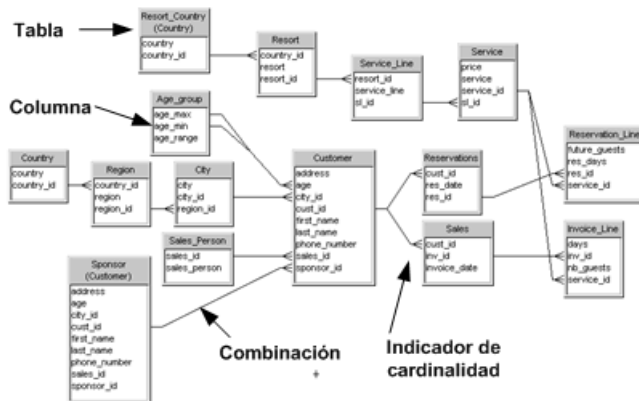 Tabla
Resort_Country
(Country)
country
country_id
Resort
country_id
resort
resort_id
Service_Line
resort_id
service_line
sl_id
Service
price
service
service_id
sl_id
Columna
Age_group
age_max
age_min
age_range
Country
country
country_id
Region
country_id
region
region_id
City
city
city_id
region_id
Customer
address
age
city_id
cust_id
first_name
last_name
phone_number
sales_id
sponsor_id
Reservations
cust_id
res_date
res_id
Reservation_Line
future_guests
res_days
res_id
service_id
Sales_Person
sales_id
sales_person
Sales
cust_id
inv_id
invoice_date
Invoice_Line
days
inv_id
nb_guests
service_id
Sponsor
(Customer)
address
age
city_id
cust_id
first_name
last_name
phone_number
sales_id
sponsor_id
Combinación
Indicador de
cardinalidad